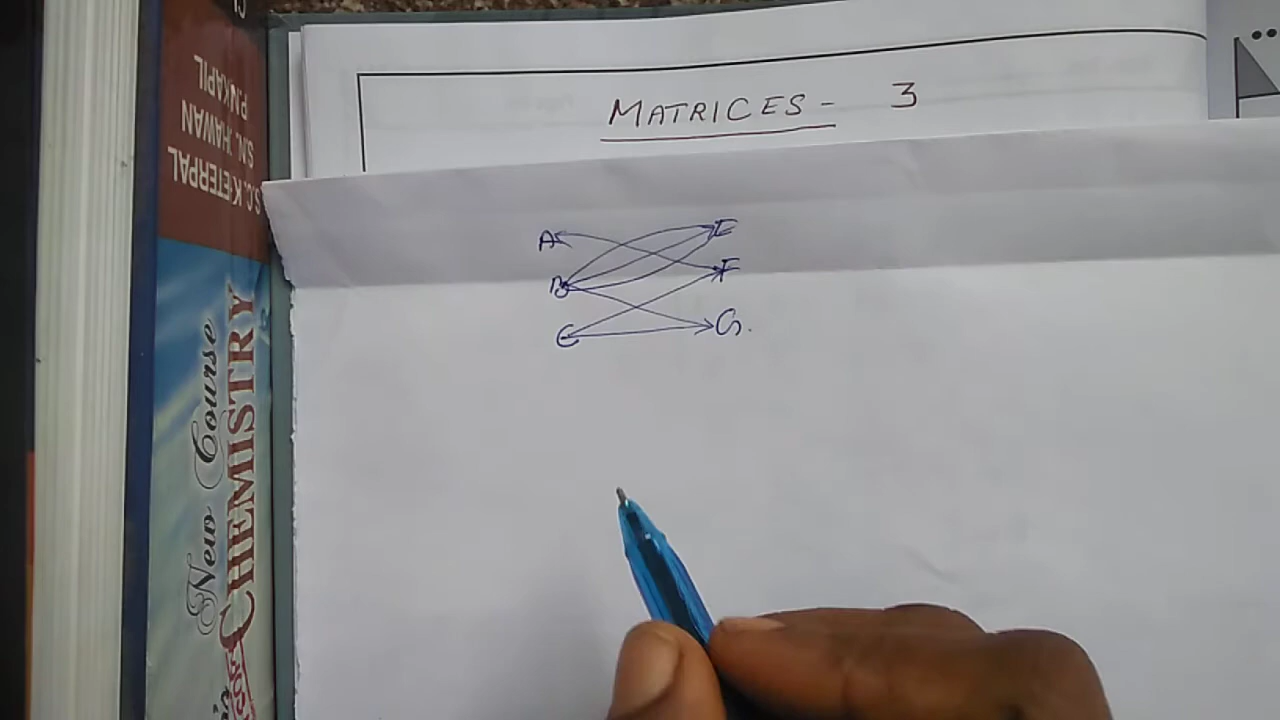 MATRICES - 3
A E
B F
C G.
S.C. KHETERPAL
S.N. DHAWAN
P.N. KAPIL
New Course
CHEMISTRY